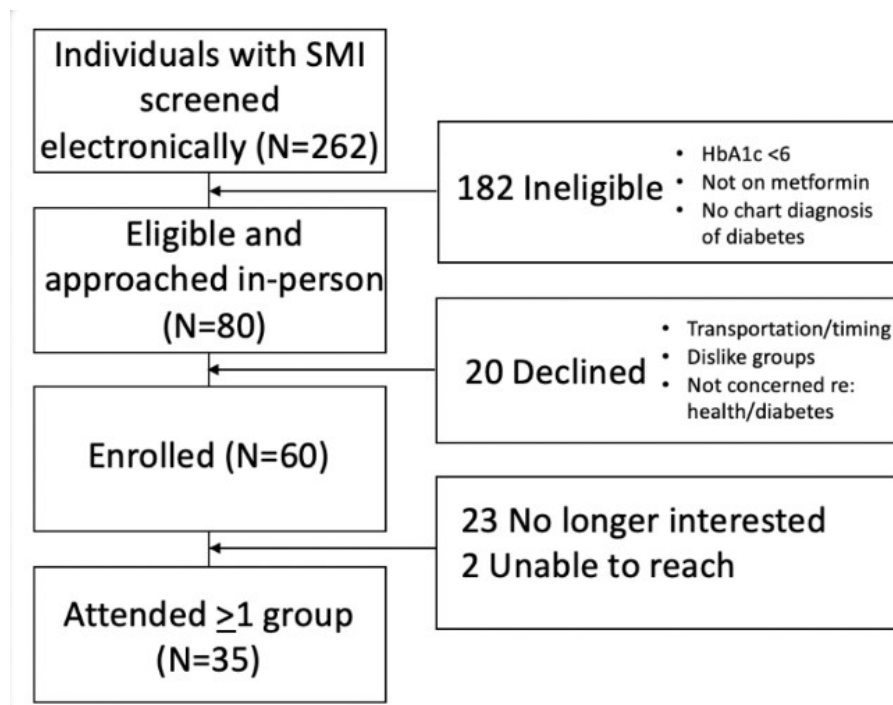 Individuals with SMI
screened
electronically (N=262)
182 Ineligible
• HbA1c <6
• Not on metformin
• No chart diagnosis
of diabetes
Eligible and
approached in-person
(N=80)
20 Declined
• Transportation/timing
• Dislike groups
• Not concerned re:
health/diabetes
Enrolled (N=60)
23 No longer interested
2 Unable to reach
Attended ≥1 group
(N=35)